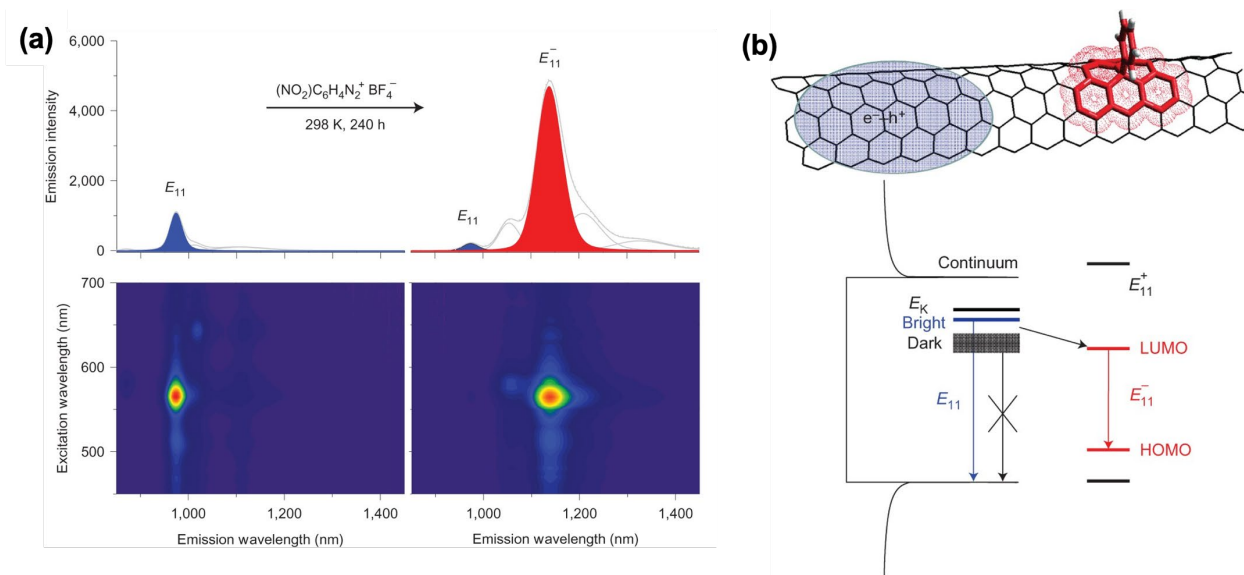 (a)
6,000
4,000
2,000
0
Emission intensity
E₁₁
(NO₂)C₆H₄N₂⁺ BF₄⁻
298 K, 240 h
E₁₁⁻
E₁₁
700
600
500
Excitation wavelength (nm)
1,000 1,200 1,400
Emission wavelength (nm)
1,000 1,200 1,400
Emission wavelength (nm)
(b)
e⁻–h⁺
Continuum
E₁₁⁺
E_K
Bright
Dark
LUMO
E₁₁
E₁₁⁻
HOMO